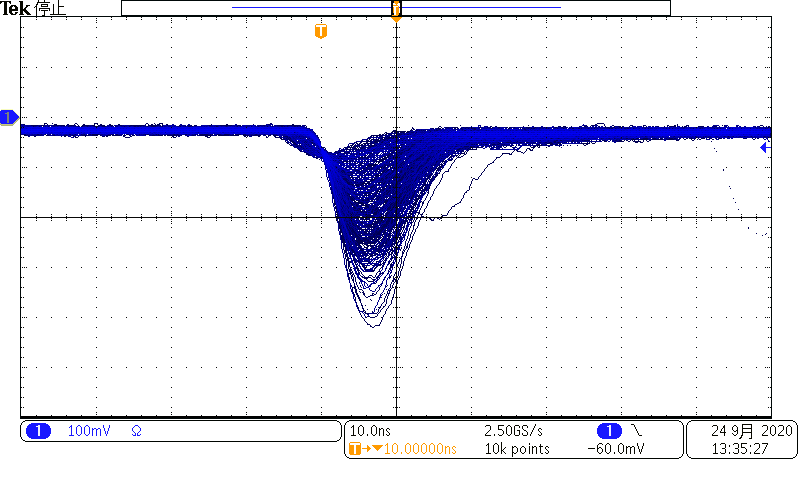 Tek 停止
T
T
1
1 100mV Ω
10.0ns 2.50GS/s 1
T→▼10.00000ns 10k points -60.0mV
24 9月 2020
13:35:27